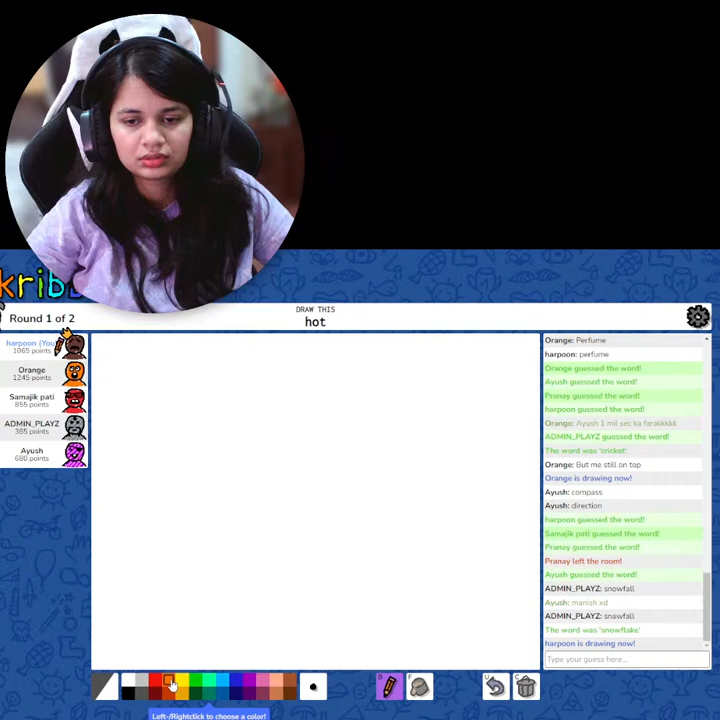 krib
DRAW THIS
Round 1 of 2
hot
harpoon (You
1065 points
Orange
1245 points
Samajik pati
855 points
ADMIN_PLAYZ
385 points
Ayush
680 points
Orange: Perfume
harpoon: perfume
Orange guessed the word!
Ayush guessed the word!
Pranay guessed the word!
harpoon guessed the word!
Orange: Ayush 1 mil sec ka farakkkkk
ADMIN_PLAYZ guessed the word!
The word was 'cricket'
Orange: But me still on top
Orange is drawing now!
Ayush: compass
Ayush: direction
harpoon guessed the word!
Samajik pati guessed the word!
Pranay guessed the word!
Pranay left the room!
Ayush guessed the word!
ADMIN_PLAYZ: snowfall
Ayush: manish xd
ADMIN_PLAYZ: snawfall
The word was 'snowflake'
harpoon is drawing now!
Type your guess here...
B F U C
Left-/Rightclick to choose a color!